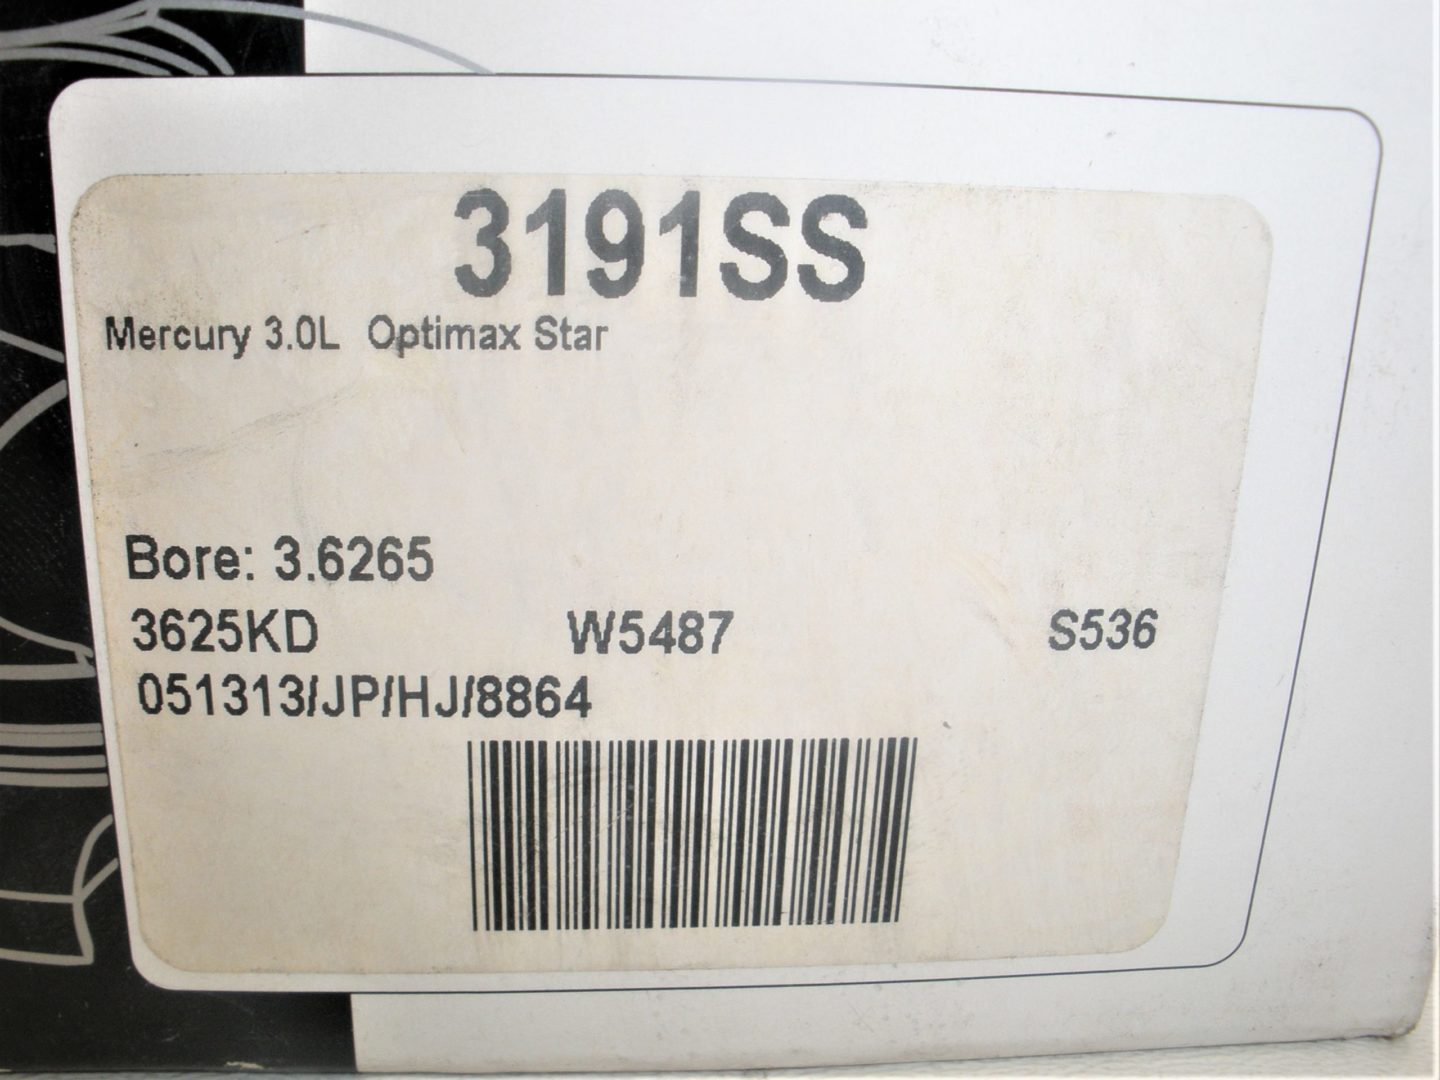 3191SS
Mercury 3.0L Optimax Star
Bore: 3.6265
3625KD W5487 S536
051313/JP/HJ/8864